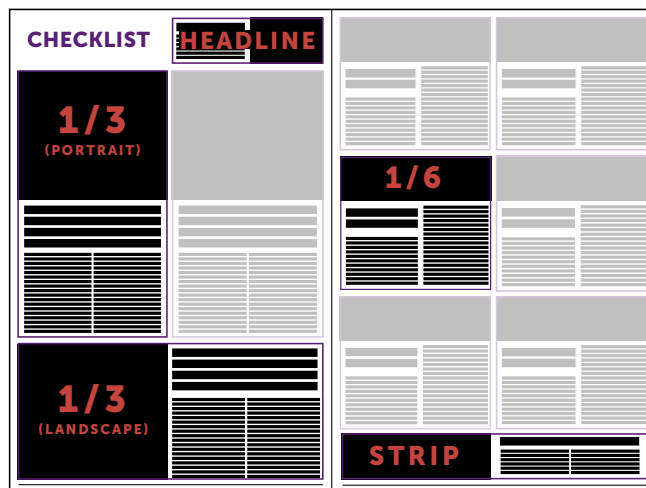 CHECKLIST
HEADLINE
1/3
(PORTRAIT)
1/3
(LANDSCAPE)
1/6
STRIP